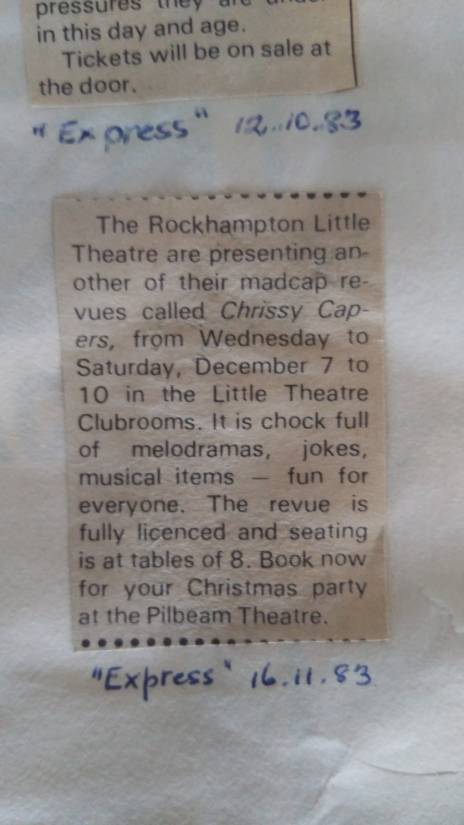 pressures they are under
in this day and age.
Tickets will be on sale at
the door.
"Express" 12..10..83
The Rockhampton Little
Theatre are presenting an-
other of their madcap re-
vues called Chrissy Cap-
ers, from Wednesday to
Saturday, December 7 to
10 in the Little Theatre
Clubrooms. It is chock full
of melodramas, jokes,
musical items — fun for
everyone. The revue is
fully licenced and seating
is at tables of 8. Book now
for your Christmas party
at the Pilbeam Theatre.
"Express" 16.11.83